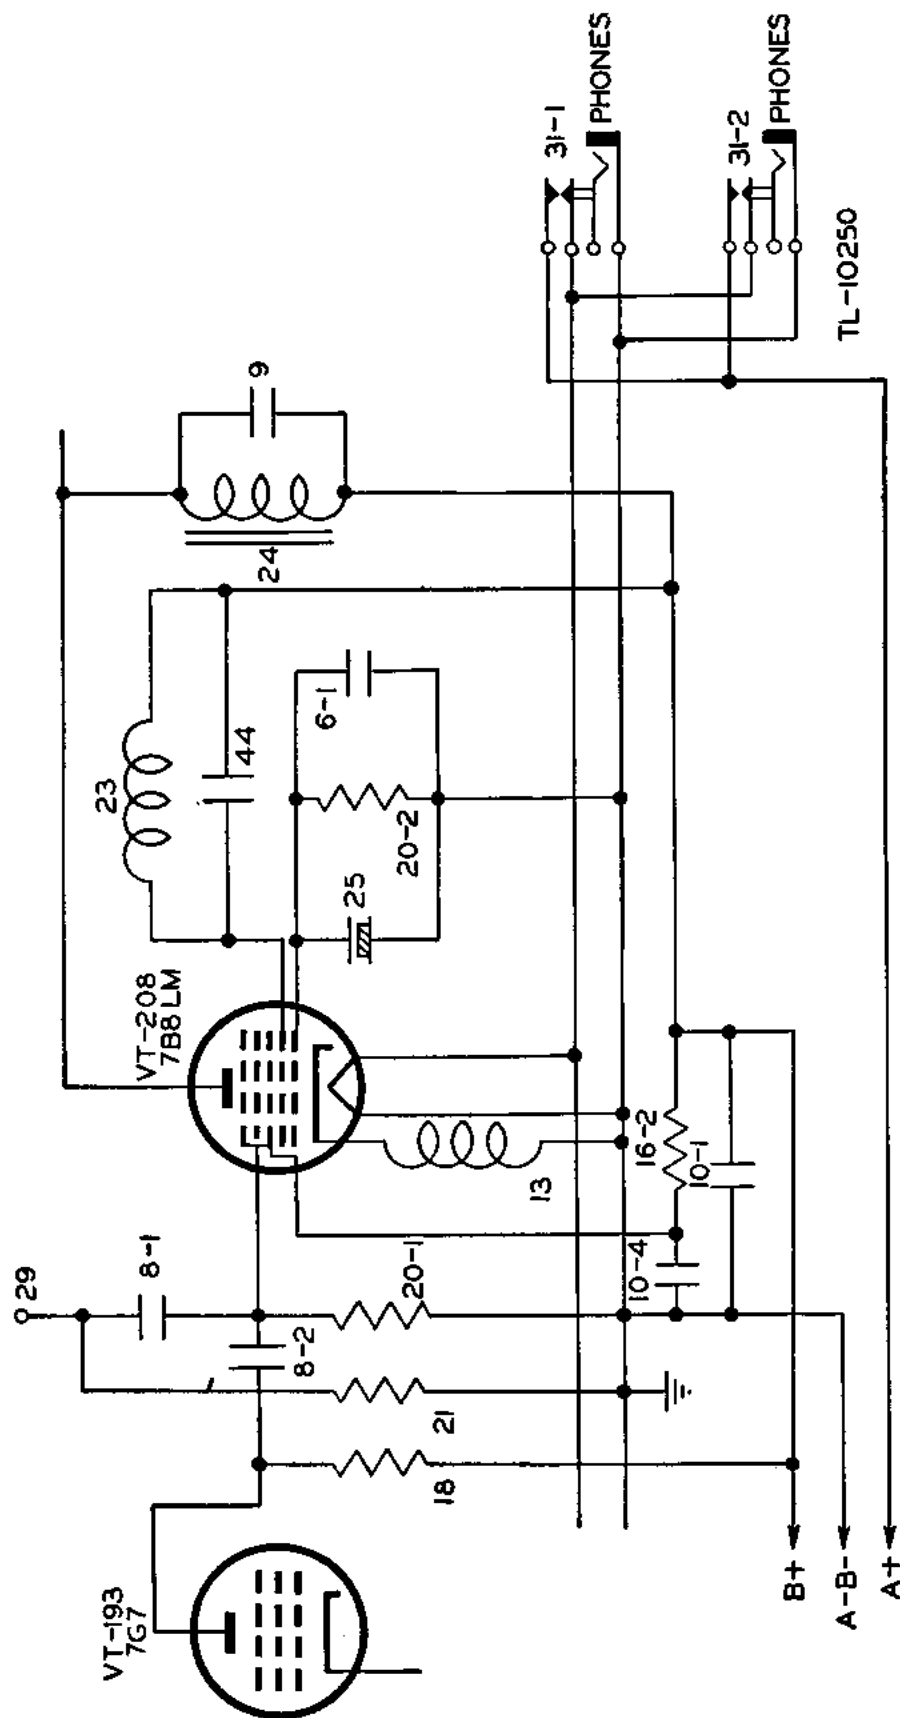 VT-193
7G7
29
8-1
8-2
20-1
21
18
VT-208
7B8LM
23
44
25
20-2
6-1
24
9
13
16-2
10-1
10-4
31-1
PHONES
31-2
PHONES
B+
A-B-
A+
TL-10250